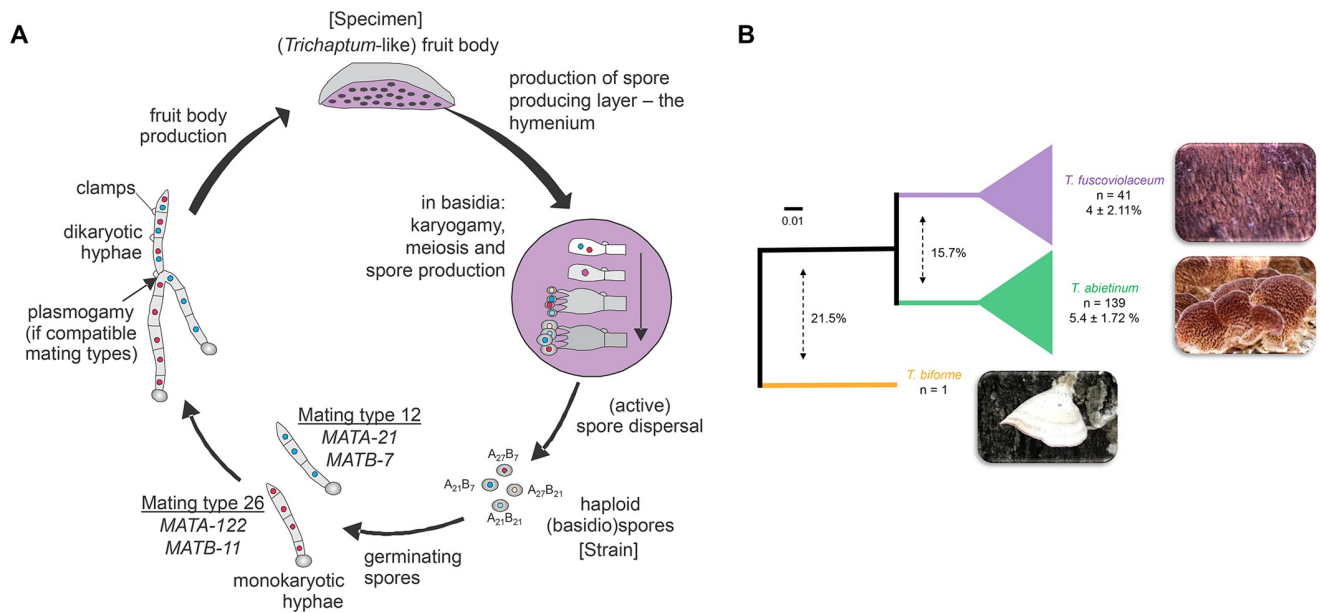 A
[Specimen]
(Trichaptum-like) fruit body
production of spore
producing layer – the
hymenium
fruit body
production
clamps
dikaryotic
hyphae
plasmogamy
(if compatible
mating types)
in basidia:
karyogamy,
meiosis and
spore production
(active)
spore dispersal
Mating type 12
MATA-21
MATB-7
Mating type 26
MATA-122
MATB-11
monokaryotic
hyphae
germinating
spores
A27B7
A21B7
A27B21
A21B21
haploid
(basidio)spores
[Strain]
B
0.01
T. fuscoviolaceum
n = 41
4 ± 2.11%
15.7%
T. abietinum
n = 139
5.4 ± 1.72 %
21.5%
T. biforme
n = 1